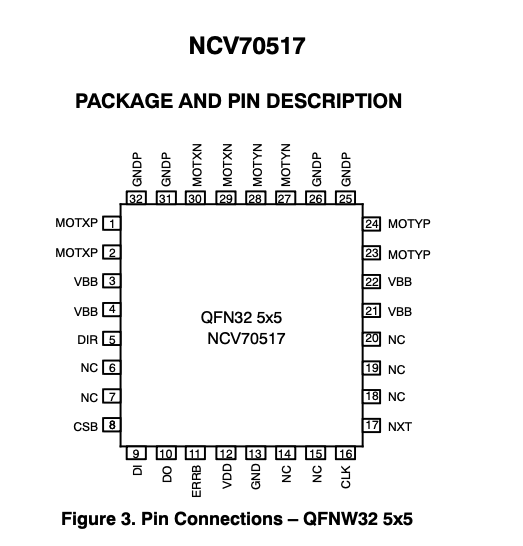 NCV70517
PACKAGE AND PIN DESCRIPTION
GNDP
GNDP
MOTXN
MOTXN
MOTYN
MOTYN
GNDP
GNDP
32 31 30 29 28 27 26 25
MOTXP 1
MOTXP 2
VBB 3
VBB 4
DIR 5
NC 6
NC 7
CSB 8
QFN32 5x5
NCV70517
24 MOTYP
23 MOTYP
22 VBB
21 VBB
20 NC
19 NC
18 NC
17 NXT
9 10 11 12 13 14 15 16
DI
DO
ERRB
VDD
GND
NC
NC
CLK
Figure 3. Pin Connections – QFNW32 5x5